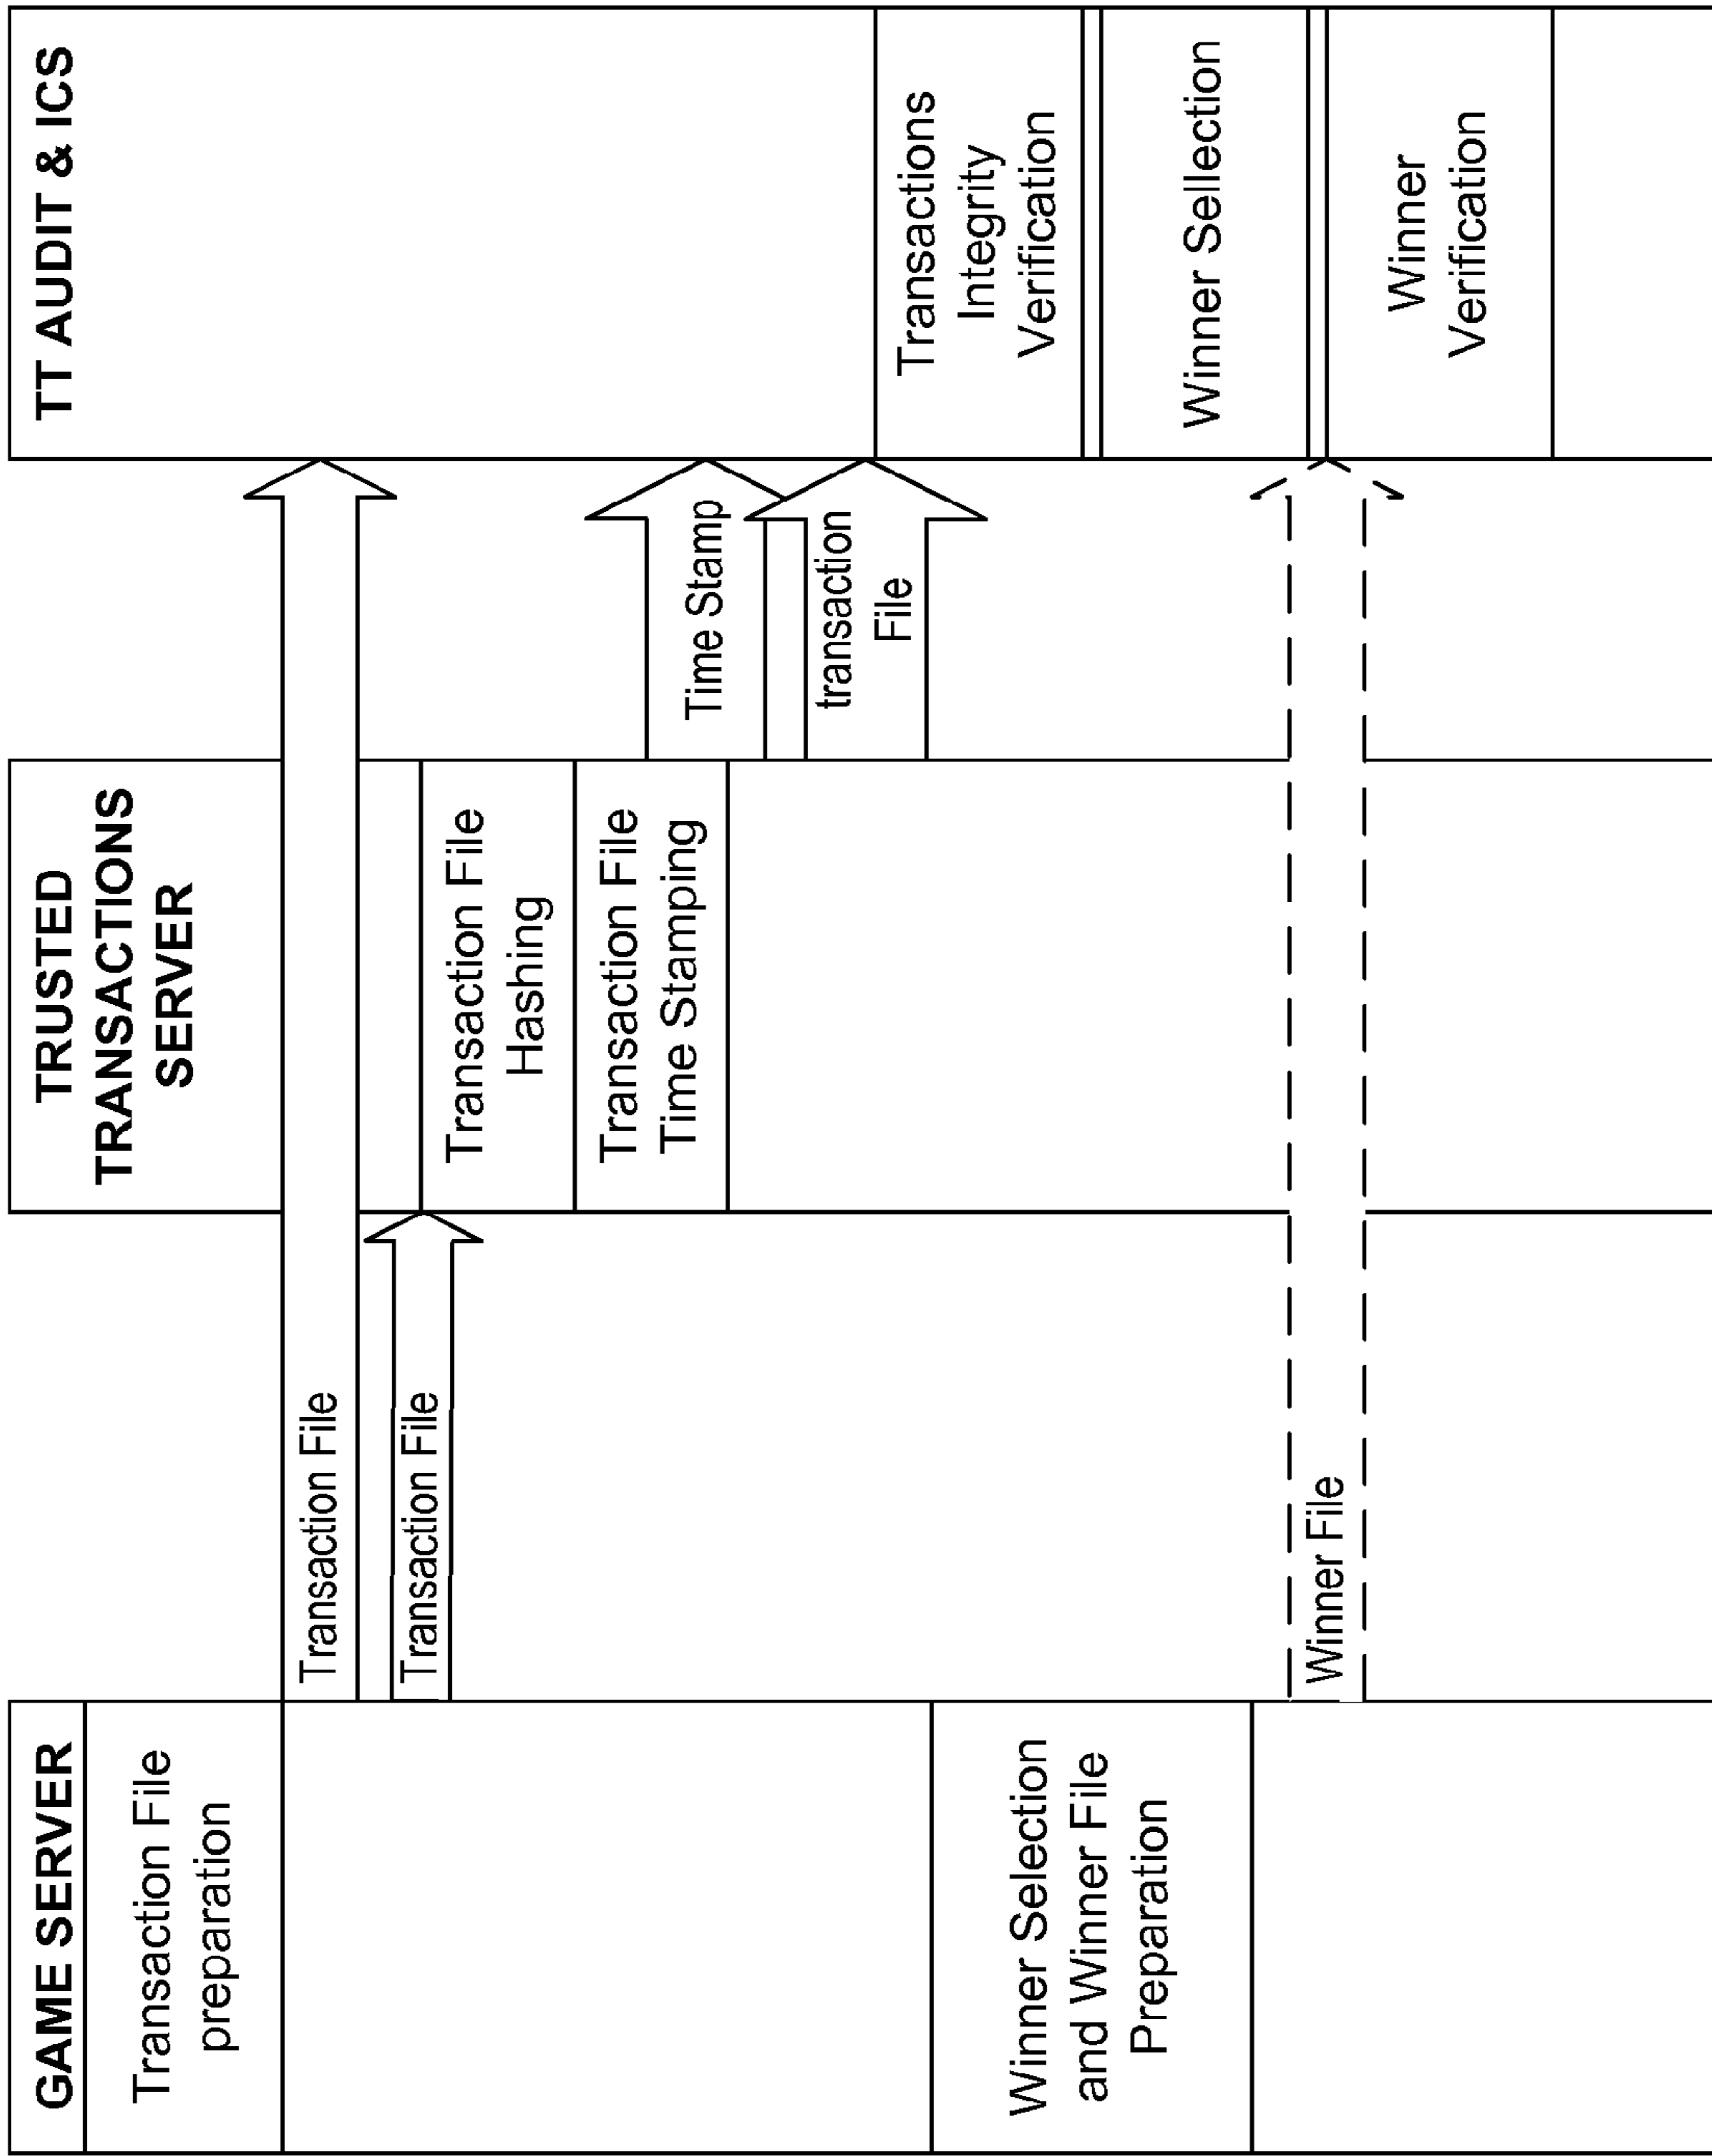 GAME SERVER
Transaction File
preparation
Winner Selection
and Winner File
Preparation
Transaction File
Transaction File
Winner File
TRUSTED
TRANSACTIONS
SERVER
Transaction File
Hashing
Transaction File
Time Stamping
Time Stamp
transaction
File
TT AUDIT & ICS
Transactions
Integrity
Verification
Winner Sellection
Winner
Verification